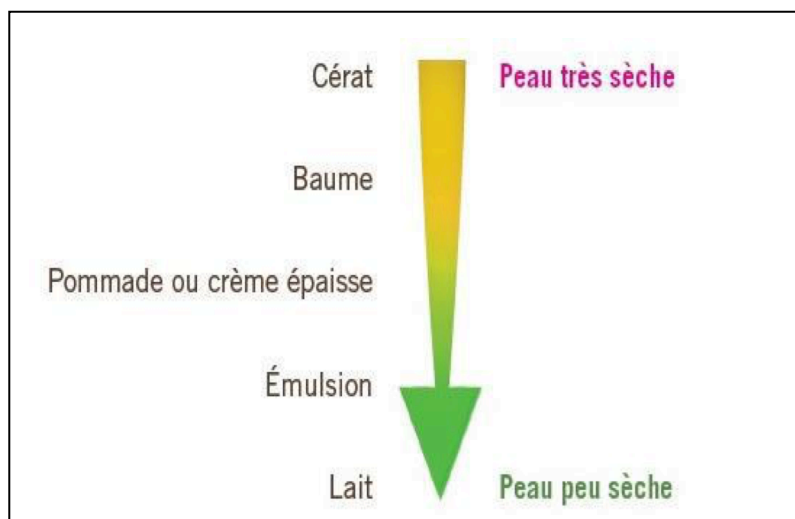 Cérat Peau très sèche
Baume
Pommade ou crème épaisse
Émulsion
Lait Peau peu sèche